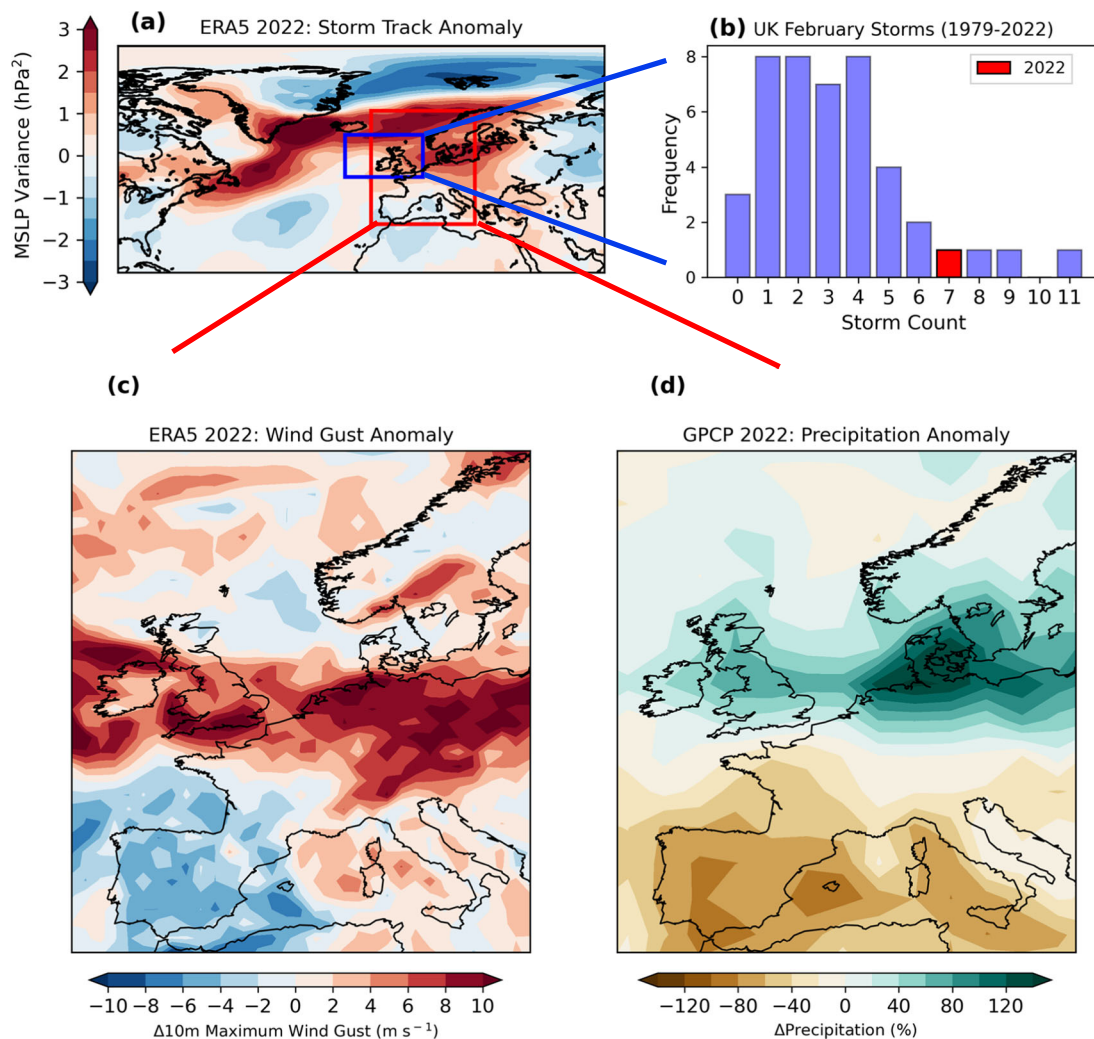 (a)
ERA5 2022: Storm Track Anomaly
MSLP Variance (hPa²)
3
2
1
0
−1
−2
−3
(b)
UK February Storms (1979-2022)
2022
Frequency
8
6
4
2
0
0 1 2 3 4 5 6 7 8 9 10 11
Storm Count
(c)
ERA5 2022: Wind Gust Anomaly
−10 −8 −6 −4 −2 0 2 4 6 8 10
Δ10m Maximum Wind Gust (m s⁻¹)
(d)
GPCP 2022: Precipitation Anomaly
−120 −80 −40 0 40 80 120
ΔPrecipitation (%)